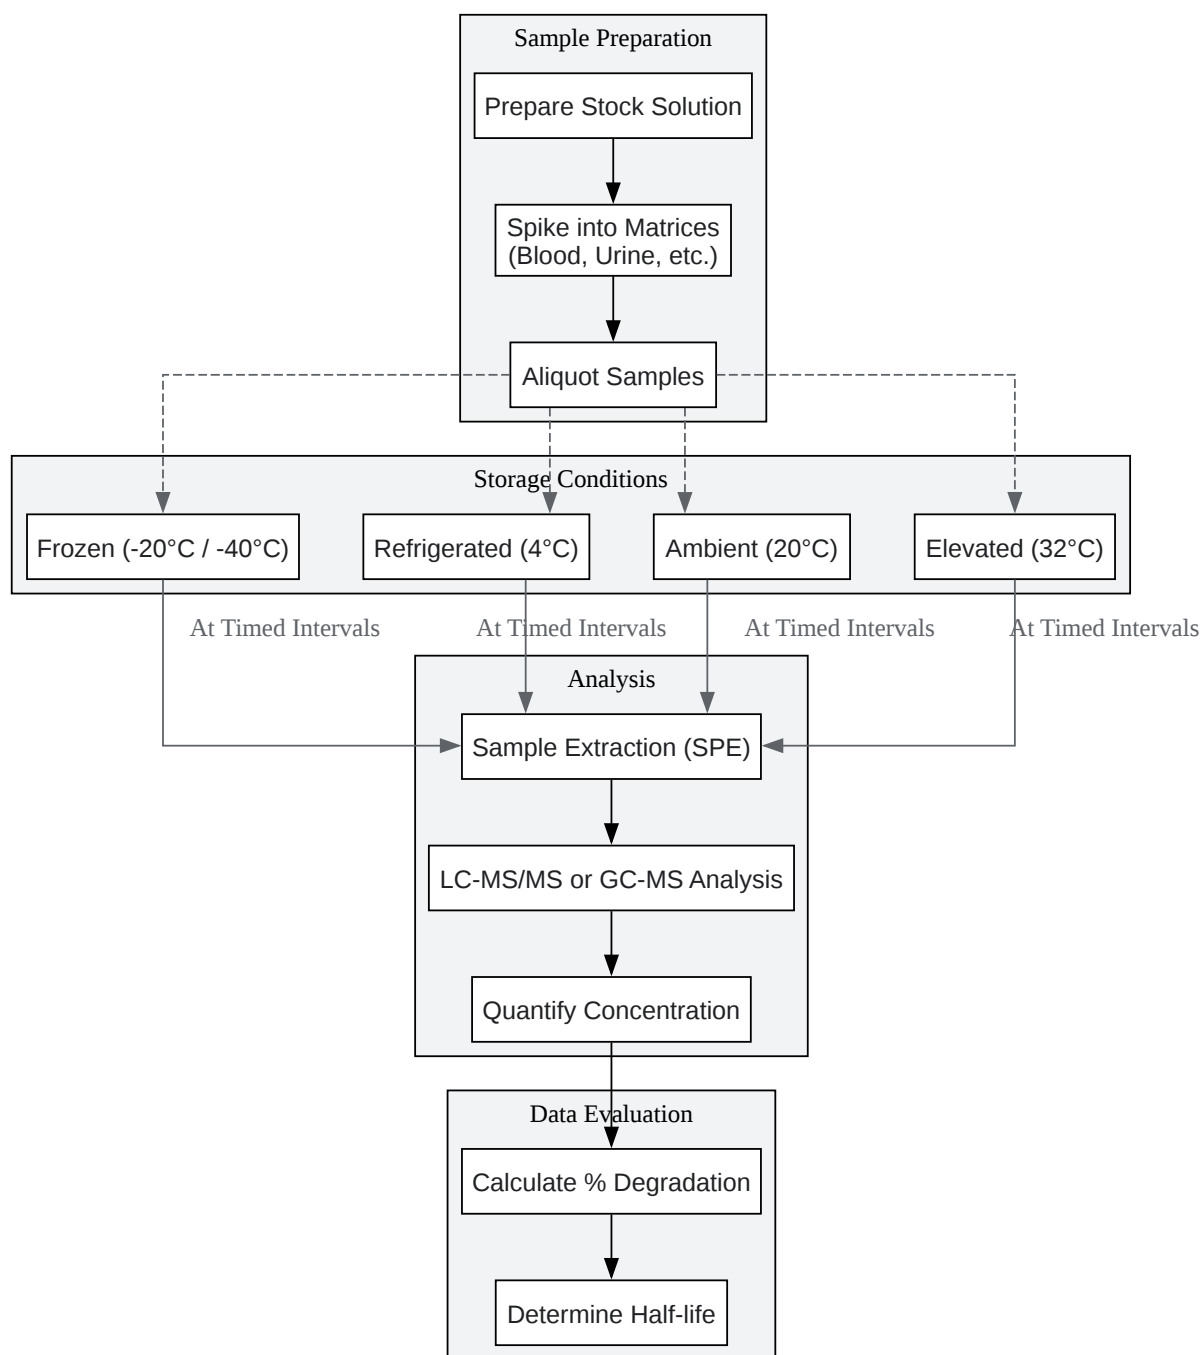 Sample Preparation
Prepare Stock Solution
Spike into Matrices
(Blood, Urine, etc.)
Aliquot Samples
Storage Conditions
Frozen (-20°C / -40°C)
Refrigerated (4°C)
Ambient (20°C)
Elevated (32°C)
At Timed Intervals
At Timed Intervals
At Timed Intervals
At Timed Intervals
Analysis
Sample Extraction (SPE)
LC-MS/MS or GC-MS Analysis
Quantify Concentration
Data Evaluation
Calculate % Degradation
Determine Half-life